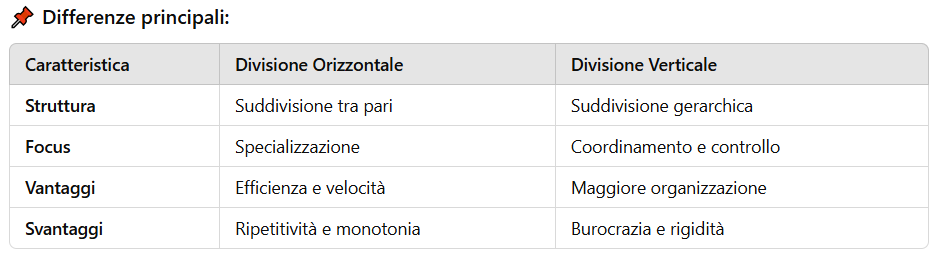 📌 Differenze principali:
Caratteristica Divisione Orizzontale Divisione Verticale
Struttura Suddivisione tra pari Suddivisione gerarchica
Focus Specializzazione Coordinamento e controllo
Vantaggi Efficienza e velocità Maggiore organizzazione
Svantaggi Ripetitività e monotonia Burocrazia e rigidità